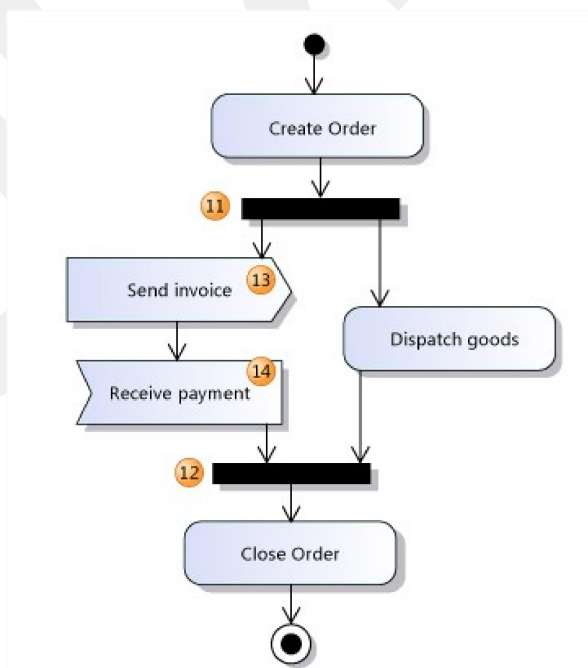 Create Order
11
13
Send invoice
Dispatch goods
14
Receive payment
12
Close Order